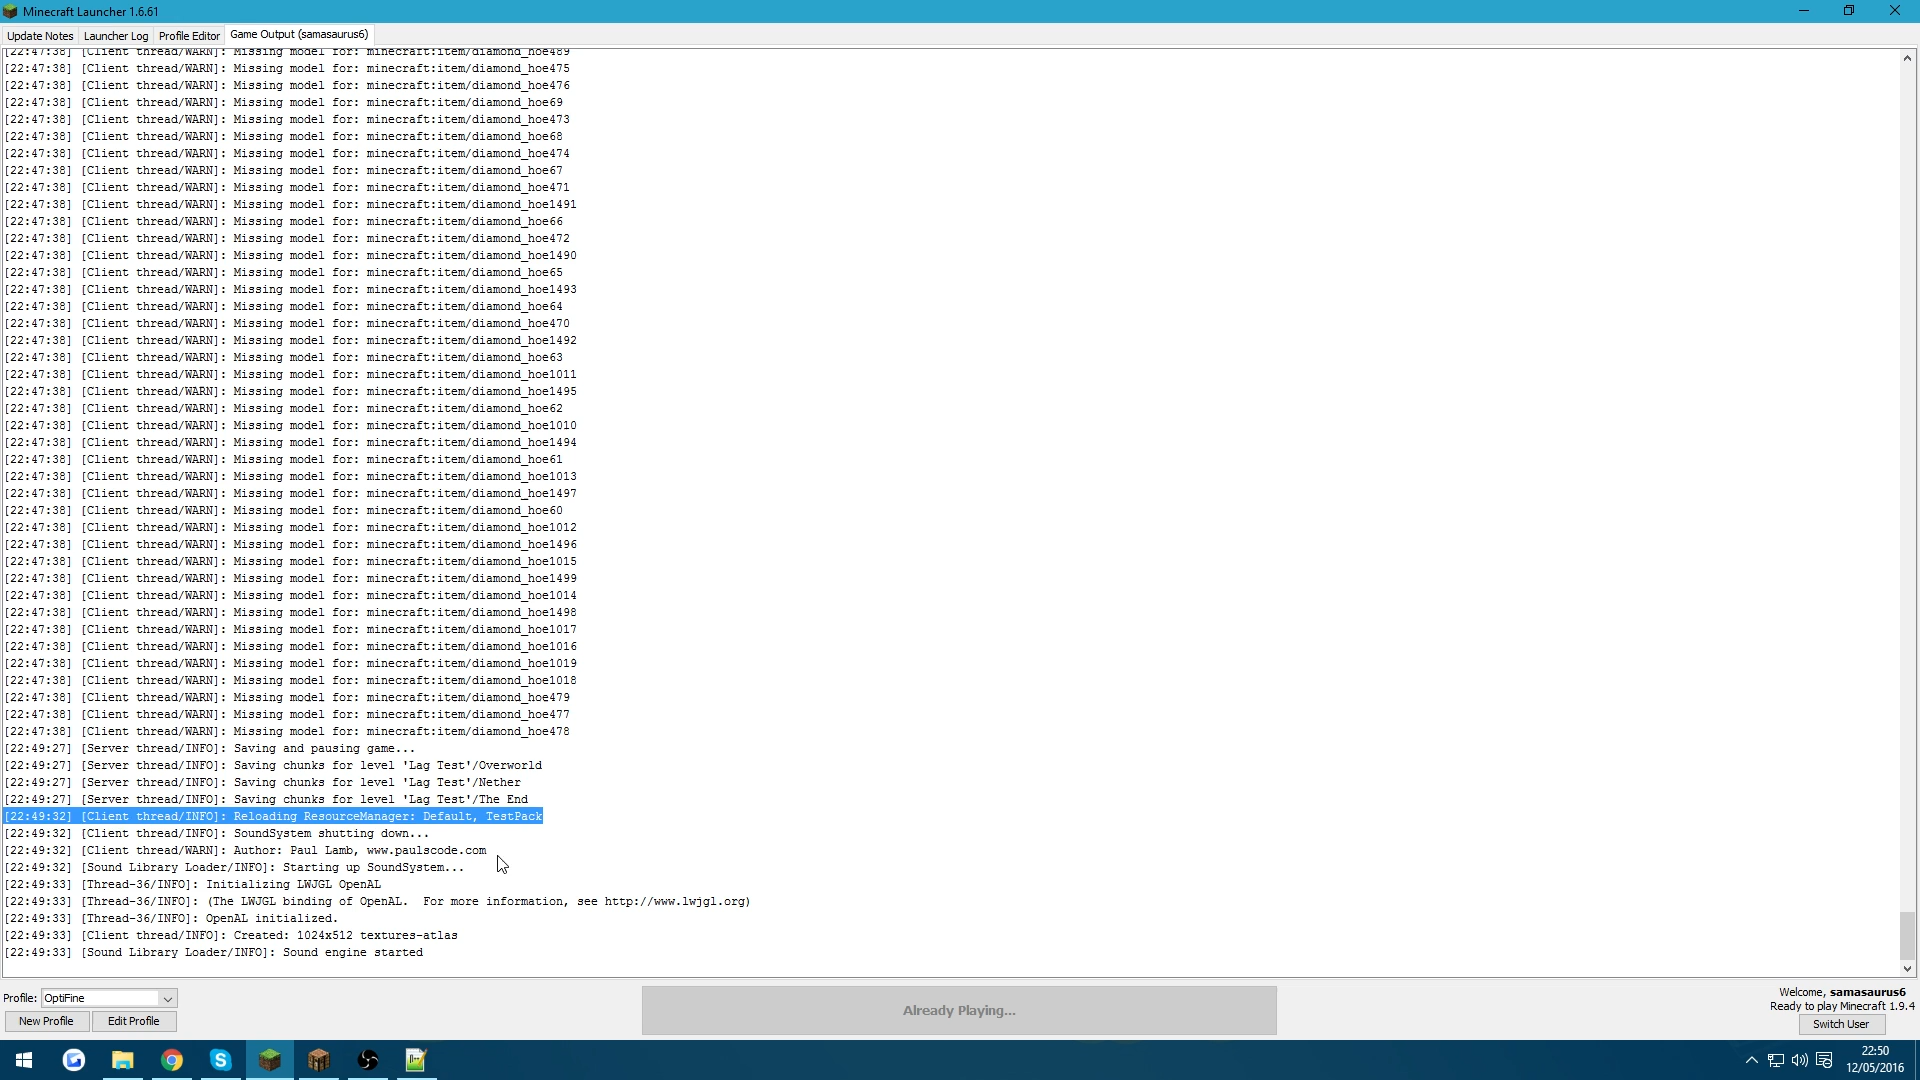 Minecraft Launcher 1.6.61
Update Notes Launcher Log Profile Editor Game Output (samasaurus6)
[22:47:38] [Client thread/WARN]: Missing model for: minecraft:item/diamond_hoe489
[22:47:38] [Client thread/WARN]: Missing model for: minecraft:item/diamond_hoe475
[22:47:38] [Client thread/WARN]: Missing model for: minecraft:item/diamond_hoe476
[22:47:38] [Client thread/WARN]: Missing model for: minecraft:item/diamond_hoe69
[22:47:38] [Client thread/WARN]: Missing model for: minecraft:item/diamond_hoe473
[22:47:38] [Client thread/WARN]: Missing model for: minecraft:item/diamond_hoe68
[22:47:38] [Client thread/WARN]: Missing model for: minecraft:item/diamond_hoe474
[22:47:38] [Client thread/WARN]: Missing model for: minecraft:item/diamond_hoe67
[22:47:38] [Client thread/WARN]: Missing model for: minecraft:item/diamond_hoe471
[22:47:38] [Client thread/WARN]: Missing model for: minecraft:item/diamond_hoe1491
[22:47:38] [Client thread/WARN]: Missing model for: minecraft:item/diamond_hoe66
[22:47:38] [Client thread/WARN]: Missing model for: minecraft:item/diamond_hoe472
[22:47:38] [Client thread/WARN]: Missing model for: minecraft:item/diamond_hoe1490
[22:47:38] [Client thread/WARN]: Missing model for: minecraft:item/diamond_hoe65
[22:47:38] [Client thread/WARN]: Missing model for: minecraft:item/diamond_hoe1493
[22:47:38] [Client thread/WARN]: Missing model for: minecraft:item/diamond_hoe64
[22:47:38] [Client thread/WARN]: Missing model for: minecraft:item/diamond_hoe470
[22:47:38] [Client thread/WARN]: Missing model for: minecraft:item/diamond_hoe1492
[22:47:38] [Client thread/WARN]: Missing model for: minecraft:item/diamond_hoe63
[22:47:38] [Client thread/WARN]: Missing model for: minecraft:item/diamond_hoe1011
[22:47:38] [Client thread/WARN]: Missing model for: minecraft:item/diamond_hoe1495
[22:47:38] [Client thread/WARN]: Missing model for: minecraft:item/diamond_hoe62
[22:47:38] [Client thread/WARN]: Missing model for: minecraft:item/diamond_hoe1010
[22:47:38] [Client thread/WARN]: Missing model for: minecraft:item/diamond_hoe1494
[22:47:38] [Client thread/WARN]: Missing model for: minecraft:item/diamond_hoe61
[22:47:38] [Client thread/WARN]: Missing model for: minecraft:item/diamond_hoe1013
[22:47:38] [Client thread/WARN]: Missing model for: minecraft:item/diamond_hoe1497
[22:47:38] [Client thread/WARN]: Missing model for: minecraft:item/diamond_hoe60
[22:47:38] [Client thread/WARN]: Missing model for: minecraft:item/diamond_hoe1012
[22:47:38] [Client thread/WARN]: Missing model for: minecraft:item/diamond_hoe1496
[22:47:38] [Client thread/WARN]: Missing model for: minecraft:item/diamond_hoe1015
[22:47:38] [Client thread/WARN]: Missing model for: minecraft:item/diamond_hoe1499
[22:47:38] [Client thread/WARN]: Missing model for: minecraft:item/diamond_hoe1014
[22:47:38] [Client thread/WARN]: Missing model for: minecraft:item/diamond_hoe1498
[22:47:38] [Client thread/WARN]: Missing model for: minecraft:item/diamond_hoe1017
[22:47:38] [Client thread/WARN]: Missing model for: minecraft:item/diamond_hoe1016
[22:47:38] [Client thread/WARN]: Missing model for: minecraft:item/diamond_hoe1019
[22:47:38] [Client thread/WARN]: Missing model for: minecraft:item/diamond_hoe1018
[22:47:38] [Client thread/WARN]: Missing model for: minecraft:item/diamond_hoe479
[22:47:38] [Client thread/WARN]: Missing model for: minecraft:item/diamond_hoe477
[22:47:38] [Client thread/WARN]: Missing model for: minecraft:item/diamond_hoe478
[22:49:27] [Server thread/INFO]: Saving and pausing game...
[22:49:27] [Server thread/INFO]: Saving chunks for level 'Lag Test'/Overworld
[22:49:27] [Server thread/INFO]: Saving chunks for level 'Lag Test'/Nether
[22:49:27] [Server thread/INFO]: Saving chunks for level 'Lag Test'/The End
[22:49:32] [Client thread/INFO]: Reloading ResourceManager: Default, TestPack
[22:49:32] [Client thread/INFO]: SoundSystem shutting down...
[22:49:32] [Client thread/WARN]: Author: Paul Lamb, www.paulscode.com
[22:49:32] [Sound Library Loader/INFO]: Starting up SoundSystem...
[22:49:33] [Thread-36/INFO]: Initializing LWJGL OpenAL
[22:49:33] [Thread-36/INFO]: (The LWJGL binding of OpenAL.  For more information, see http://www.lwjgl.org)
[22:49:33] [Thread-36/INFO]: OpenAL initialized.
[22:49:33] [Client thread/INFO]: Created: 1024x512 textures-atlas
[22:49:33] [Sound Library Loader/INFO]: Sound engine started
Profile: OptiFine
New Profile Edit Profile
Already Playing...
Welcome, samasaurus6
Ready to play Minecraft 1.9.4
Switch User
22:50
12/05/2016